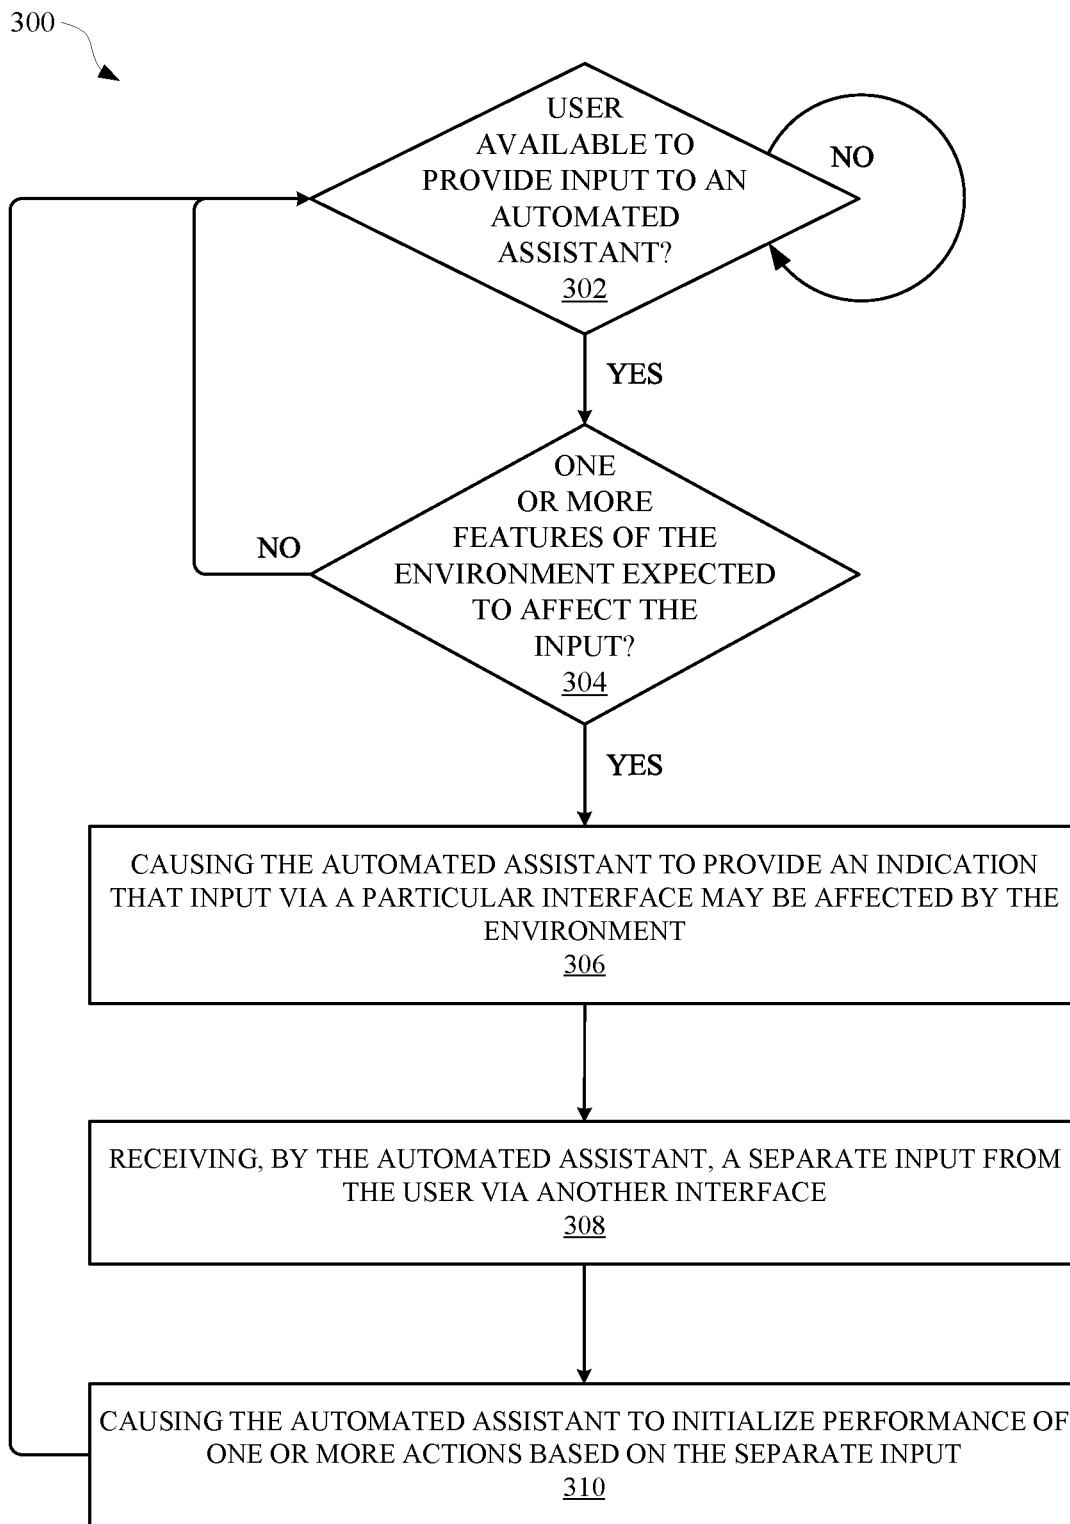 300
USER
AVAILABLE TO
PROVIDE INPUT TO AN
AUTOMATED
ASSISTANT?
302
NO
YES
ONE
OR MORE
FEATURES OF THE
ENVIRONMENT EXPECTED
TO AFFECT THE
INPUT?
304
NO
YES
CAUSING THE AUTOMATED ASSISTANT TO PROVIDE AN INDICATION
THAT INPUT VIA A PARTICULAR INTERFACE MAY BE AFFECTED BY THE
ENVIRONMENT
306
RECEIVING, BY THE AUTOMATED ASSISTANT, A SEPARATE INPUT FROM
THE USER VIA ANOTHER INTERFACE
308
CAUSING THE AUTOMATED ASSISTANT TO INITIALIZE PERFORMANCE OF
ONE OR MORE ACTIONS BASED ON THE SEPARATE INPUT
310